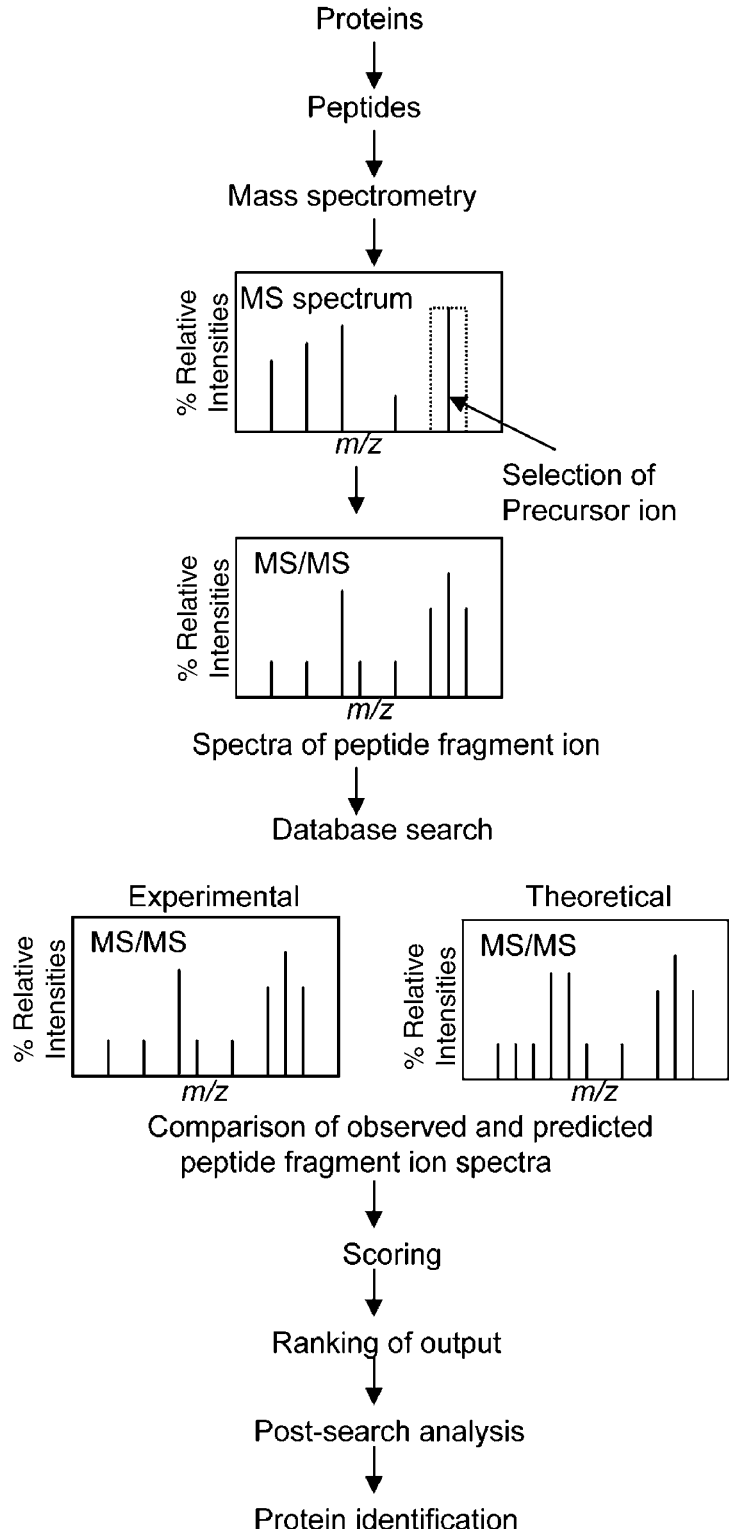 Proteins
Peptides
Mass spectrometry
MS spectrum
% Relative
Intensities
m/z
Selection of
Precursor ion
MS/MS
% Relative
Intensities
m/z
Spectra of peptide fragment ion
Database search
Experimental
MS/MS
% Relative
Intensities
m/z
Theoretical
MS/MS
% Relative
Intensities
m/z
Comparison of observed and predicted
peptide fragment ion spectra
Scoring
Ranking of output
Post-search analysis
Protein identification